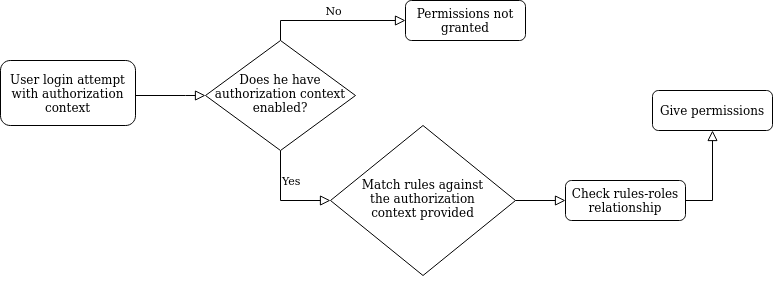 No
Permissions not
granted
User login attempt
with authorization
context
Does he have
authorization context
enabled?
Give permissions
Yes
Match rules against
the authorization
context provided
Check rules-roles
relationship